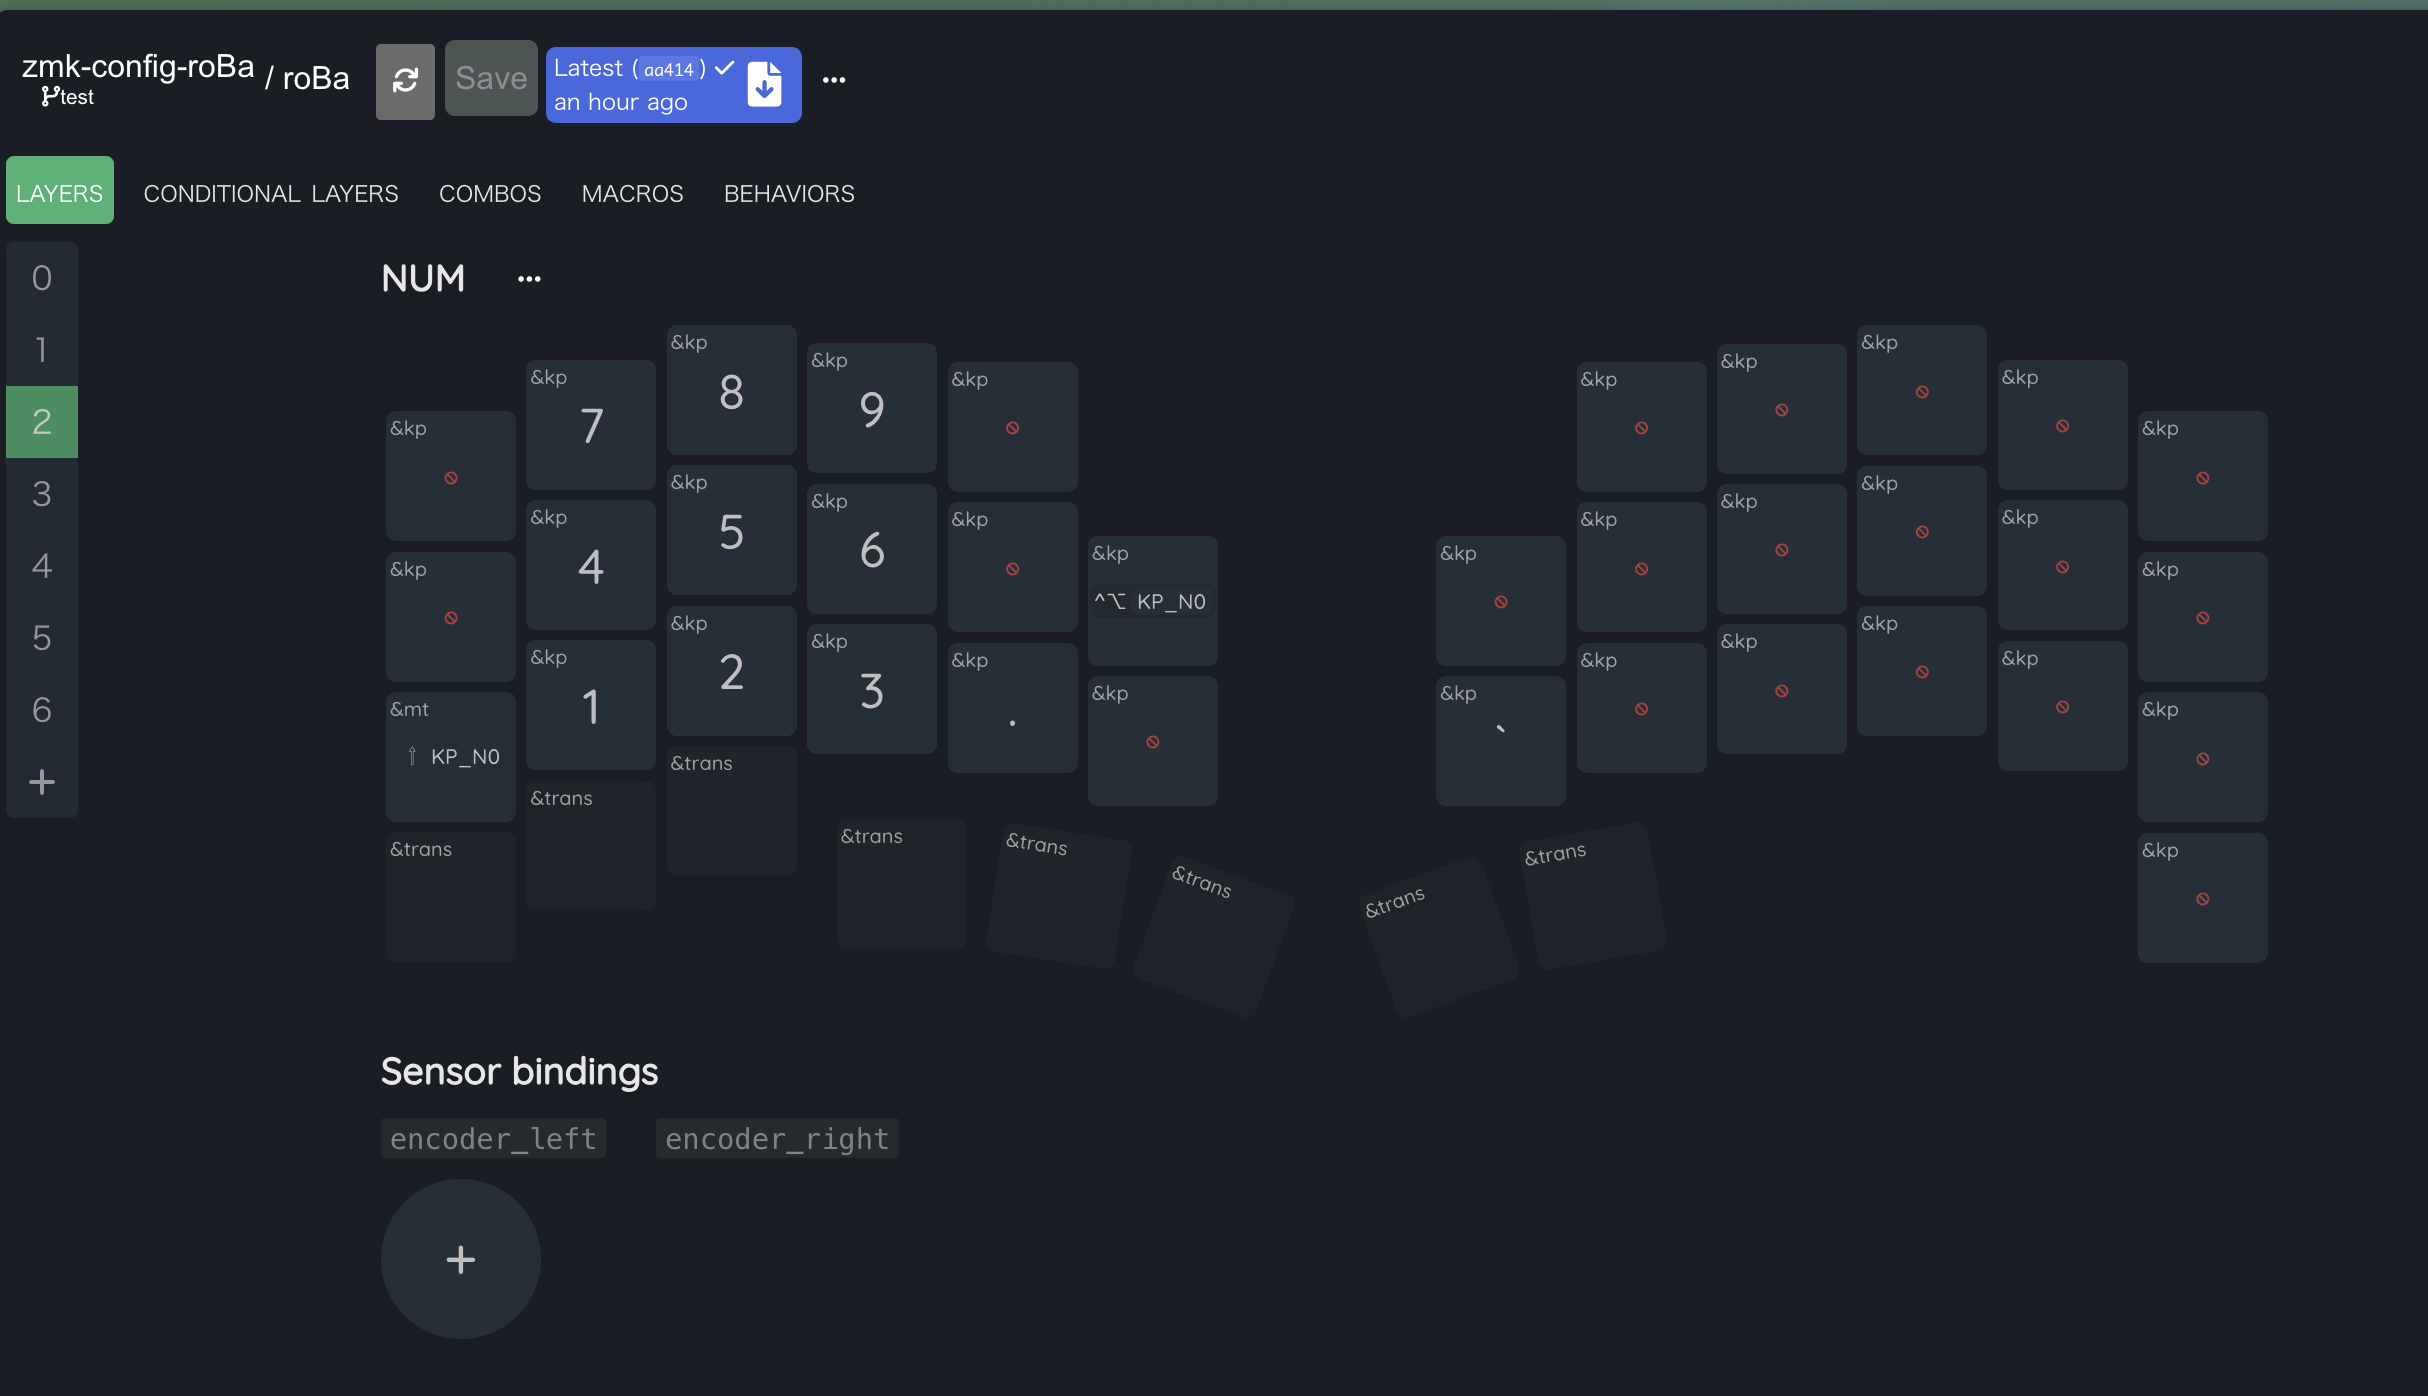 zmk-config-roBa / roBa
test
Save
Latest (aa414) ✓
an hour ago
...
LAYERS CONDITIONAL LAYERS COMBOS MACROS BEHAVIORS
0
1
2
3
4
5
6
+
NUM ...
&kp
&kp 7
&kp 8
&kp 9
&kp
&kp
&kp
&kp
&kp
&kp
&kp
&kp 4
&kp 5
&kp 6
&kp
&kp ^⌥ KP_N0
&kp
&kp
&kp
&kp
&kp
&kp
&mt ⇧ KP_N0
&kp 1
&kp 2
&kp 3
&kp .
&kp
&kp `
&kp
&kp
&kp
&kp
&kp
&trans
&trans
&trans
&trans
&trans
&trans
&trans
&trans
&kp
Sensor bindings
encoder_left encoder_right
+